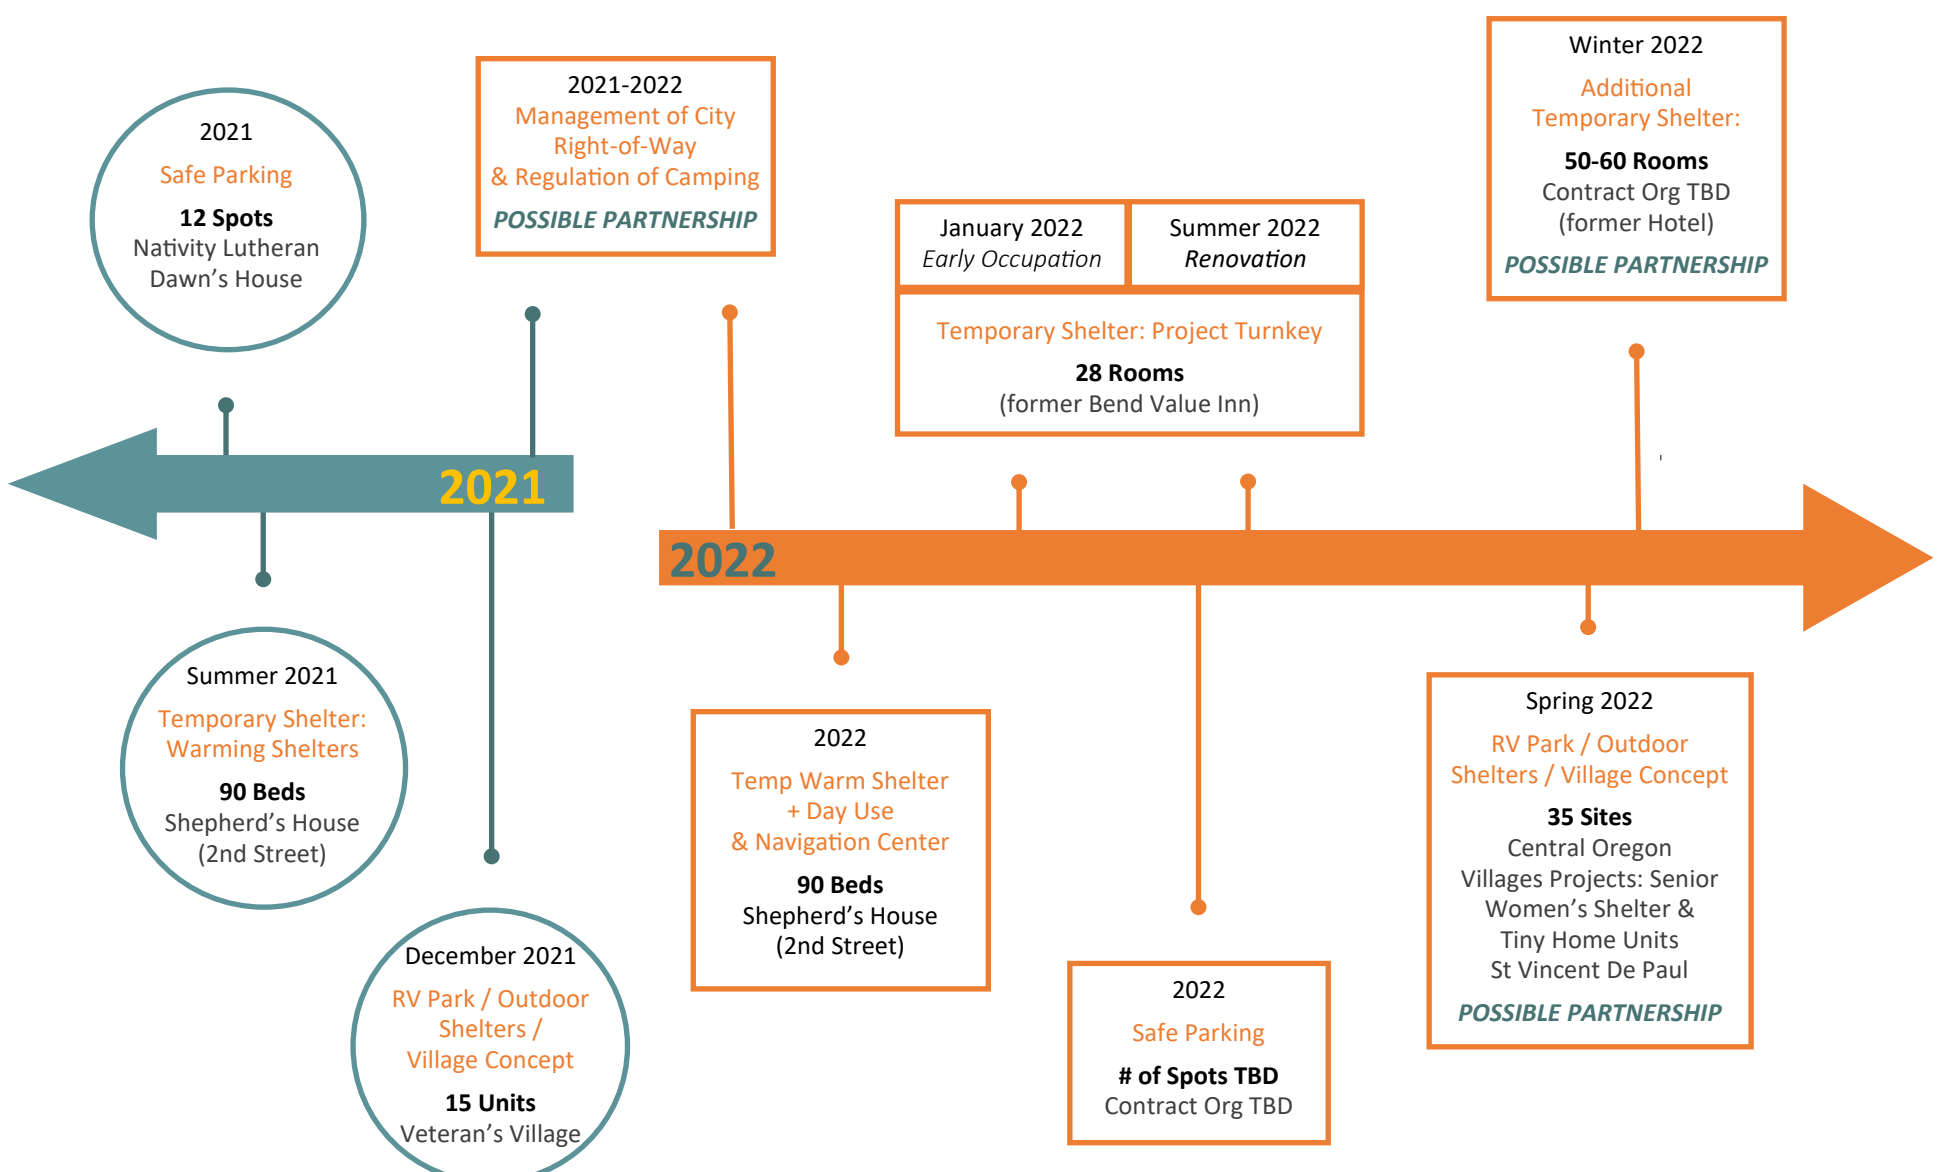 2021
Safe Parking
12 Spots
Nativity Lutheran
Dawn's House
2021-2022
Management of City
Right-of-Way
& Regulation of Camping
POSSIBLE PARTNERSHIP
January 2022
Early Occupation
Summer 2022
Renovation
Temporary Shelter: Project Turnkey
28 Rooms
(former Bend Value Inn)
Winter 2022
Additional
Temporary Shelter:
50-60 Rooms
Contract Org TBD
(former Hotel)
POSSIBLE PARTNERSHIP
2021
2022
Summer 2021
Temporary Shelter:
Warming Shelters
90 Beds
Shepherd's House
(2nd Street)
December 2021
RV Park / Outdoor
Shelters /
Village Concept
15 Units
Veteran's Village
2022
Temp Warm Shelter
+ Day Use
& Navigation Center
90 Beds
Shepherd's House
(2nd Street)
2022
Safe Parking
# of Spots TBD
Contract Org TBD
Spring 2022
RV Park / Outdoor
Shelters / Village Concept
35 Sites
Central Oregon
Villages Projects: Senior
Women's Shelter &
Tiny Home Units
St Vincent De Paul
POSSIBLE PARTNERSHIP